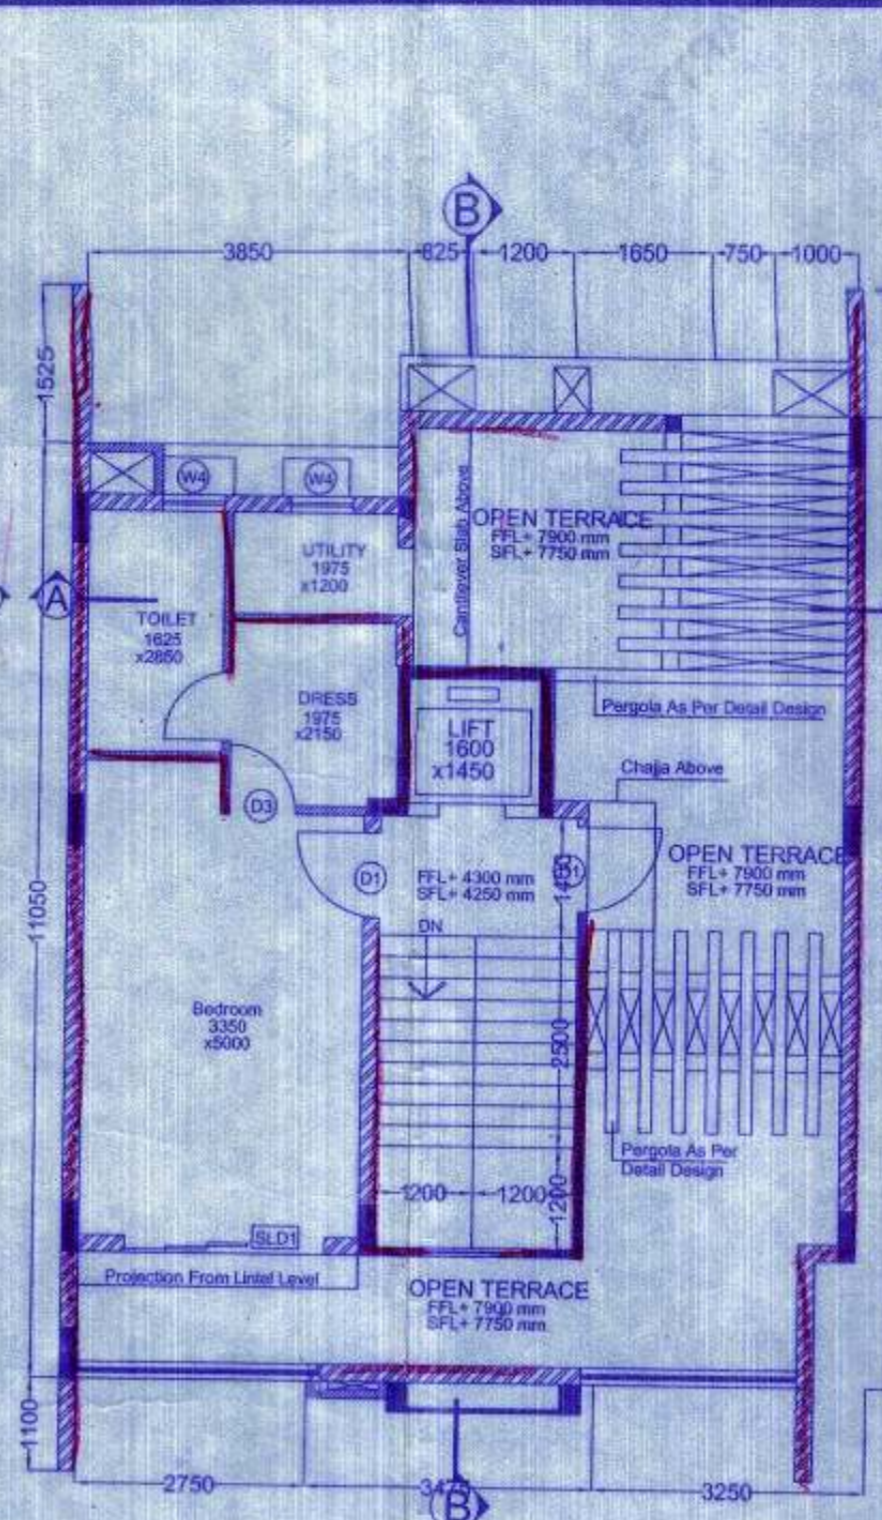 B
3850
825
1200
1650
750
1000
1525
W4
W4
Cantilever Slab Above
OPEN TERRACE
FFL+ 7900 mm
SFL+ 7750 mm
UTILITY
1975
x1200
A
TOILET
1625
x2850
DRESS
1975
x2150
Pergola As Per Detail Design
LIFT
1600
x1450
Chajja Above
D3
OPEN TERRACE
FFL+ 7900 mm
SFL+ 7750 mm
D1
FFL+ 4300 mm
SFL+ 4250 mm
11050
DN
Bedroom
3350
x5000
2500
Pergola As Per
Detail Design
1200
1200
1200
SLD1
Projection From Lintel Level
OPEN TERRACE
FFL+ 7900 mm
SFL+ 7750 mm
1100
2750
3475
3250
B